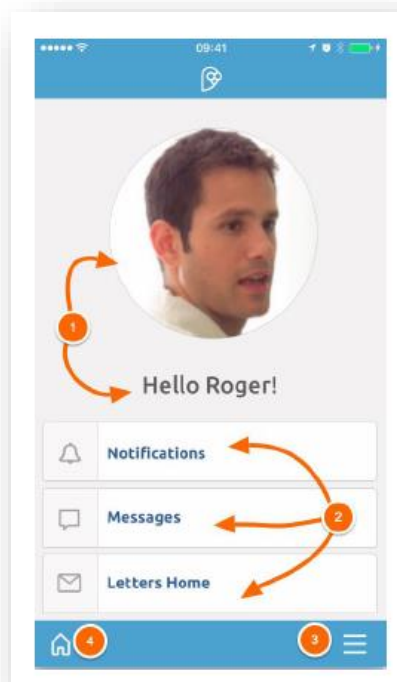 09:41
1
Hello Roger!
Notifications
Messages
2
Letters Home
4
3